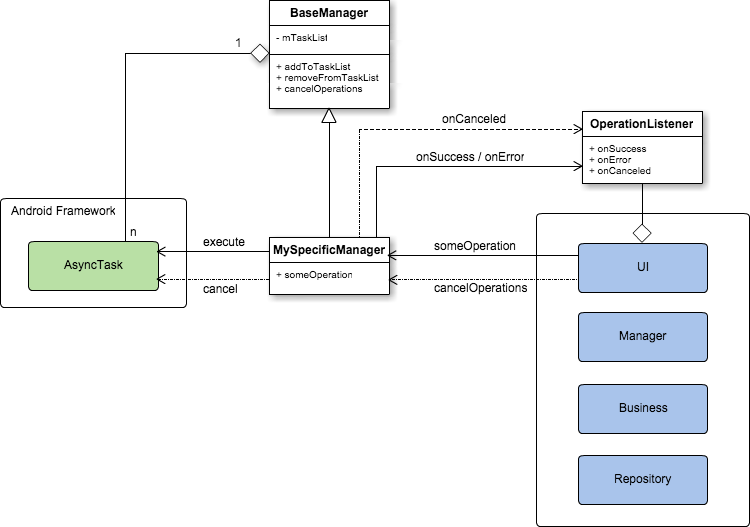 BaseManager
- mTaskList
+ addToTaskList
+ removeFromTaskList
+ cancelOperations
1
onCanceled
onSuccess / onError
OperationListener
+ onSuccess
+ onError
+ onCanceled
Android Framework
n
AsyncTask
execute
cancel
MySpecificManager
+ someOperation
someOperation
cancelOperations
UI
Manager
Business
Repository